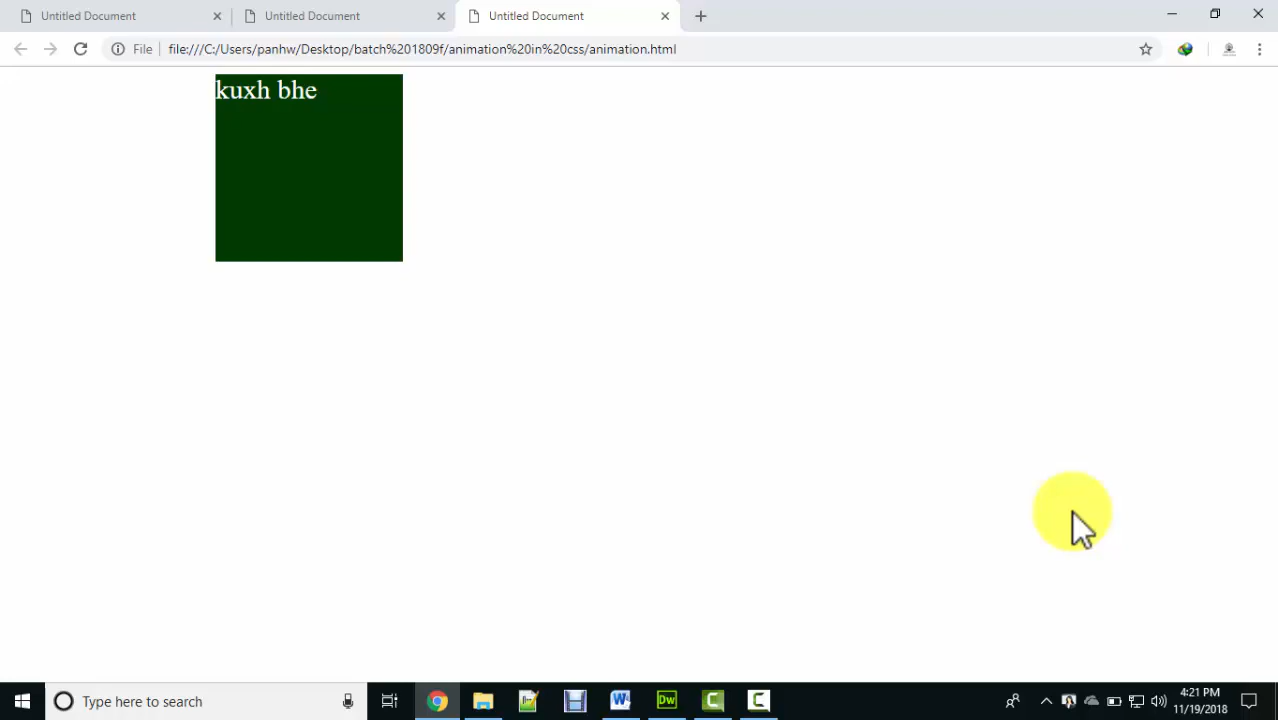 Untitled Document
Untitled Document
Untitled Document
File
file:///C:/Users/panhw/Desktop/batch%201809f/animation%20in%20css/animation.html
kuxh bhe
Type here to search
Dw
4:21 PM
11/19/2018